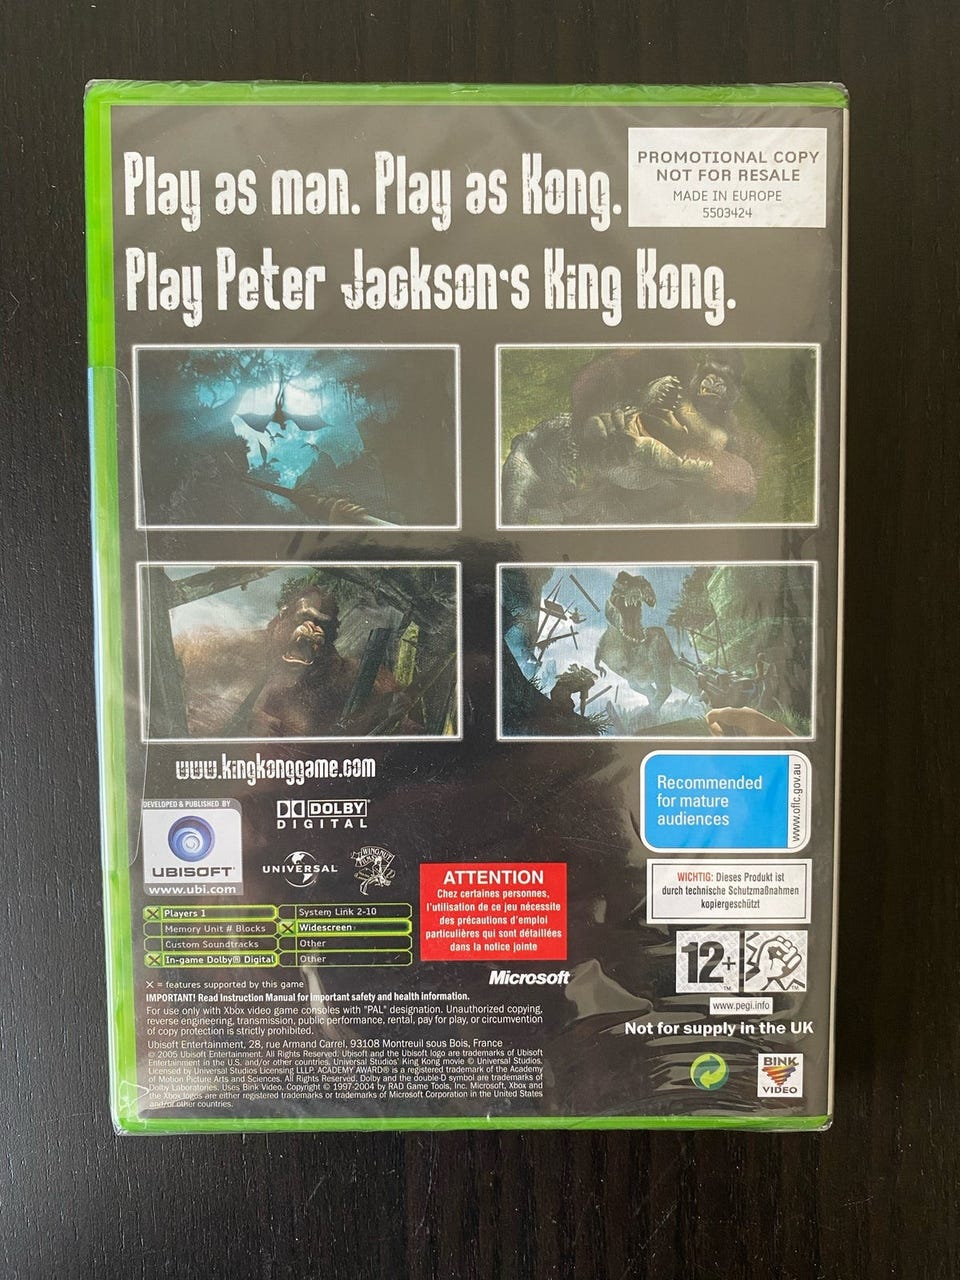 Play as man. Play as Kong.
PROMOTIONAL COPY
NOT FOR RESALE
MADE IN EUROPE
5503424
Play Peter Jackson's King Kong.
www.kingkonggame.com
DEVELOPED & PUBLISHED BY
UBISOFT
www.ubi.com
DOLBY
DIGITAL
UNIVERSAL
WINGNUT
FILMS
ATTENTION
Chez certaines personnes,
l'utilisation de ce jeu nécessite
des précautions d'emploi
particulières qui sont détaillées
dans la notice jointe
Recommended
for mature
audiences
www.oflc.gov.au
WICHTIG: Dieses Produkt ist
durch technische Schutzmaßnahmen
kopiergeschützt
Players 1
System Link 2-10
Memory Unit # Blocks
Widescreen
Custom Soundtracks
Other
In-game Dolby® Digital
Other
X = features supported by this game
Microsoft
12+
™
™
www.pegi.info
Not for supply in the UK
BINK
VIDEO
IMPORTANT! Read Instruction Manual for important safety and health information.
For use only with Xbox video game consoles with "PAL" designation. Unauthorized copying,
reverse engineering, transmission, public performance, rental, pay for play, or circumvention
of copy protection is strictly prohibited.
Ubisoft Entertainment, 28, rue Armand Carrel, 93108 Montreuil sous Bois, France
© 2005 Ubisoft Entertainment. All Rights Reserved. Ubisoft and the Ubisoft logo are trademarks of Ubisoft
Entertainment in the U.S. and/or other countries. Universal Studios' King Kong movie © Universal Studios.
Licensed by Universal Studios Licensing LLLP. ACADEMY AWARD® is a registered trademark of the Academy
of Motion Picture Arts and Sciences. All Rights Reserved. Dolby and the double-D symbol are trademarks of
Dolby Laboratories. Uses Bink Video. Copyright © 1997-2004 by RAD Game Tools, Inc. Microsoft, Xbox and
the Xbox logos are either registered trademarks or trademarks of Microsoft Corporation in the United States
and/or other countries.